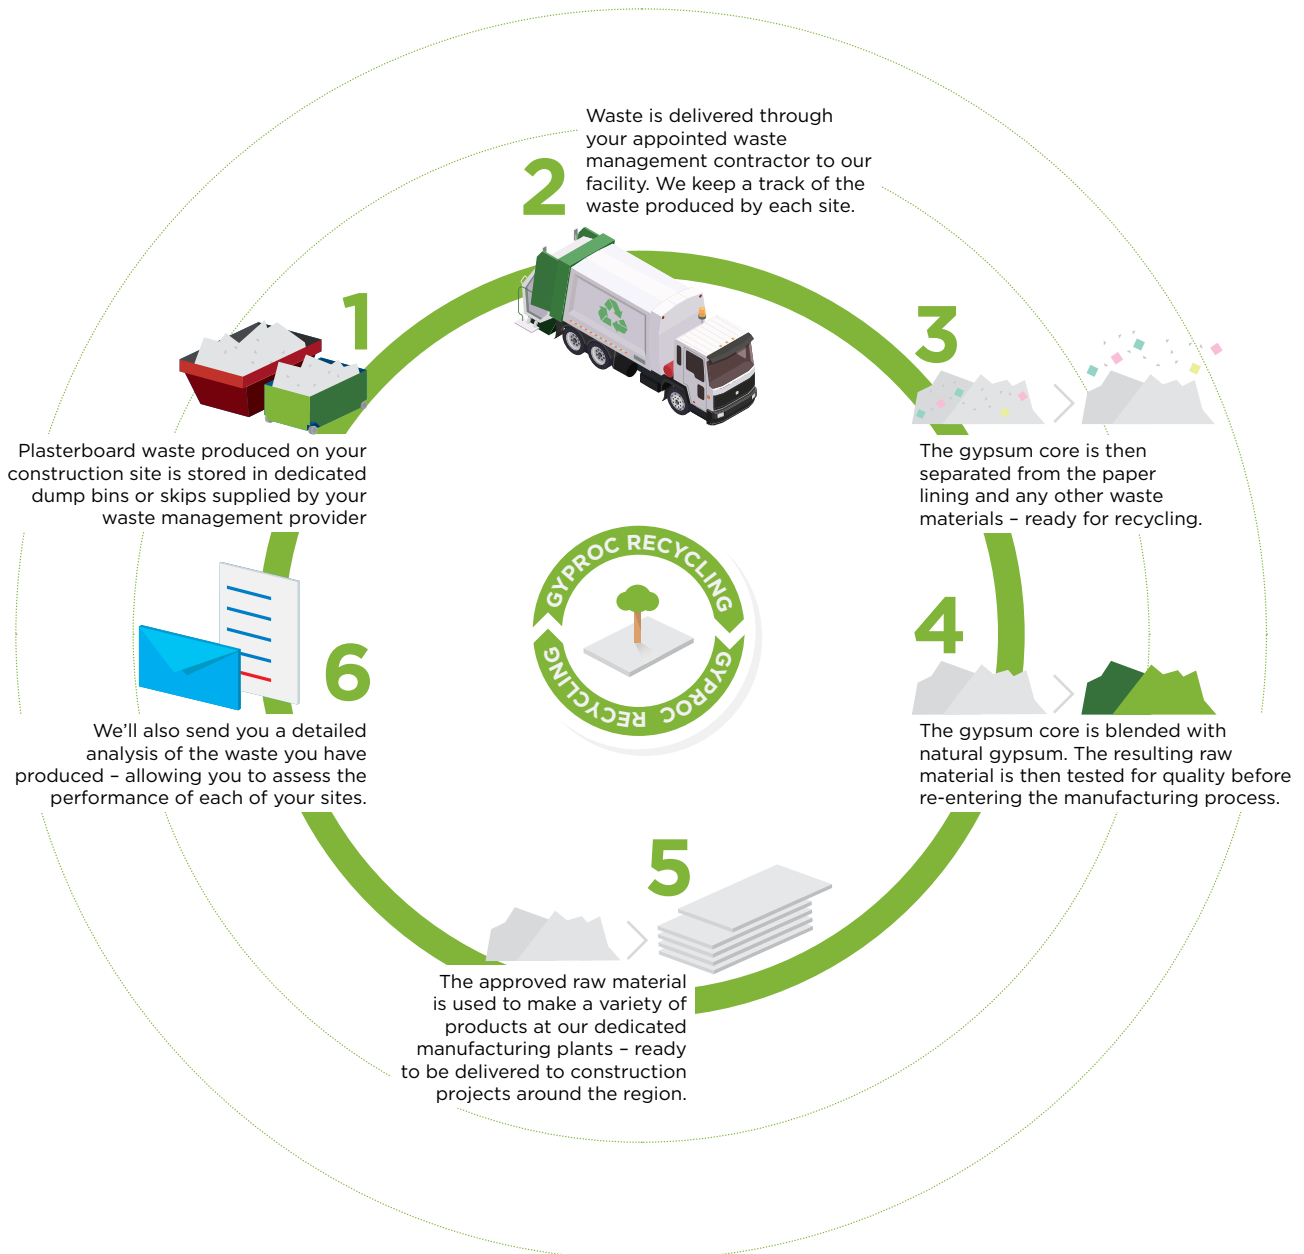 1
Plasterboard waste produced on your
construction site is stored in dedicated
dump bins or skips supplied by your
waste management provider
2
Waste is delivered through
your appointed waste
management contractor to our
facility. We keep a track of the
waste produced by each site.
3
The gypsum core is then
separated from the paper
lining and any other waste
materials – ready for recycling.
4
The gypsum core is blended with
natural gypsum. The resulting raw
material is then tested for quality before
re-entering the manufacturing process.
5
The approved raw material
is used to make a variety of
products at our dedicated
manufacturing plants – ready
to be delivered to construction
projects around the region.
6
We’ll also send you a detailed
analysis of the waste you have
produced – allowing you to assess the
performance of each of your sites.
GYPROC RECYCLING
GYPROC RECYCLING